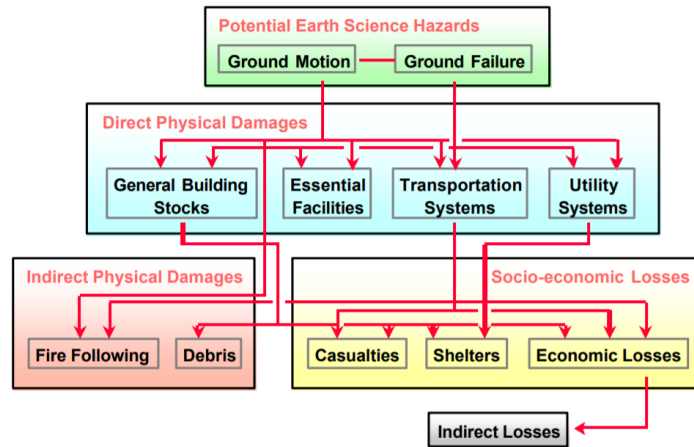 Potential Earth Science Hazards
Ground Motion
Ground Failure
Direct Physical Damages
General Building
Stocks
Essential
Facilities
Transportation
Systems
Utility
Systems
Indirect Physical Damages
Fire Following
Debris
Socio-economic Losses
Casualties
Shelters
Economic Losses
Indirect Losses